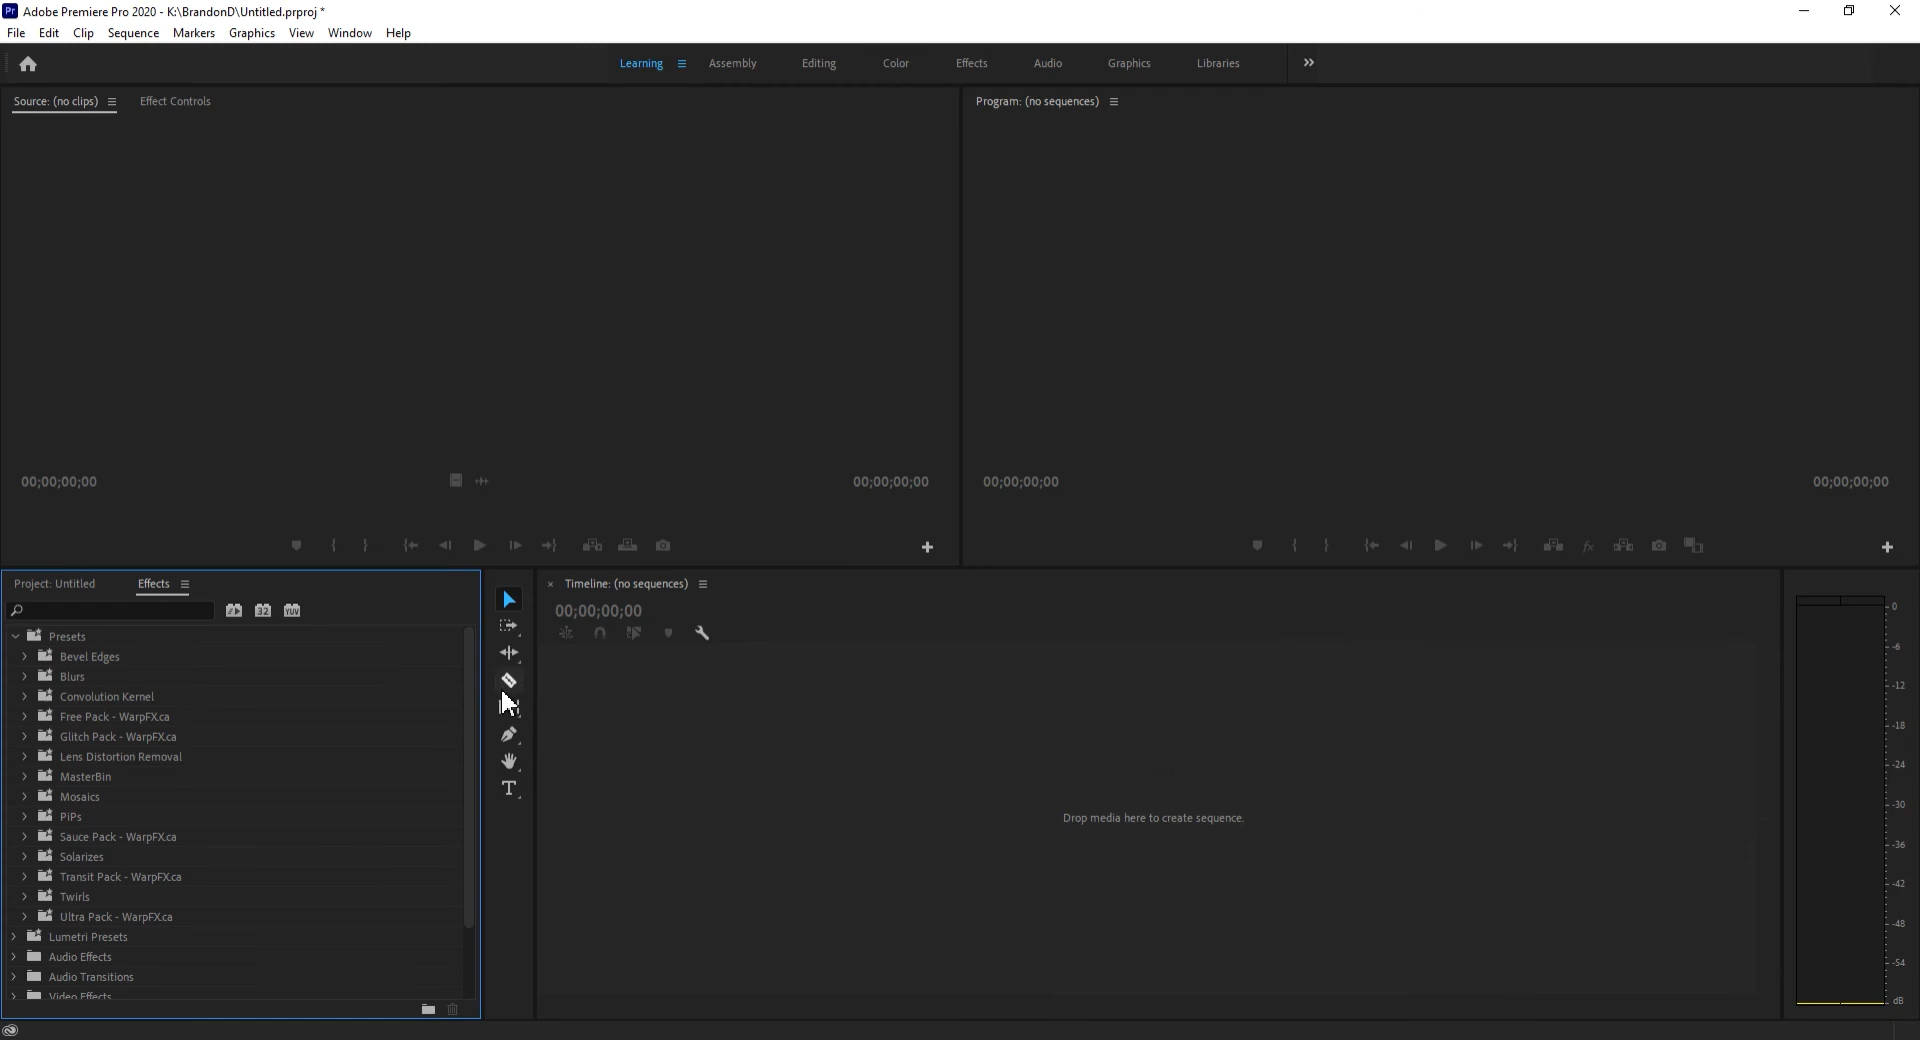 Pr Adobe Premiere Pro 2020 - K:\BrandonD\Untitled.prproj *
File Edit Clip Sequence Markers Graphics View Window Help
Learning Assembly Editing Color Effects Audio Graphics Libraries
Source: (no clips) Effect Controls
Program: (no sequences)
00;00;00;00 00;00;00;00
00;00;00;00 00;00;00;00
fx
Project: Untitled Effects
Timeline: (no sequences)
32 YUV
00;00;00;00
Presets
Bevel Edges
Blurs
Convolution Kernel
Free Pack - WarpFX.ca
Glitch Pack - WarpFX.ca
Lens Distortion Removal
MasterBin
Mosaics
PiPs
Sauce Pack - WarpFX.ca
Solarizes
Transit Pack - WarpFX.ca
Twirls
Ultra Pack - WarpFX.ca
Lumetri Presets
Audio Effects
Audio Transitions
Video Effects
T
Drop media here to create sequence.
0
-6
-12
-18
-24
-30
-36
-42
-48
-54
dB